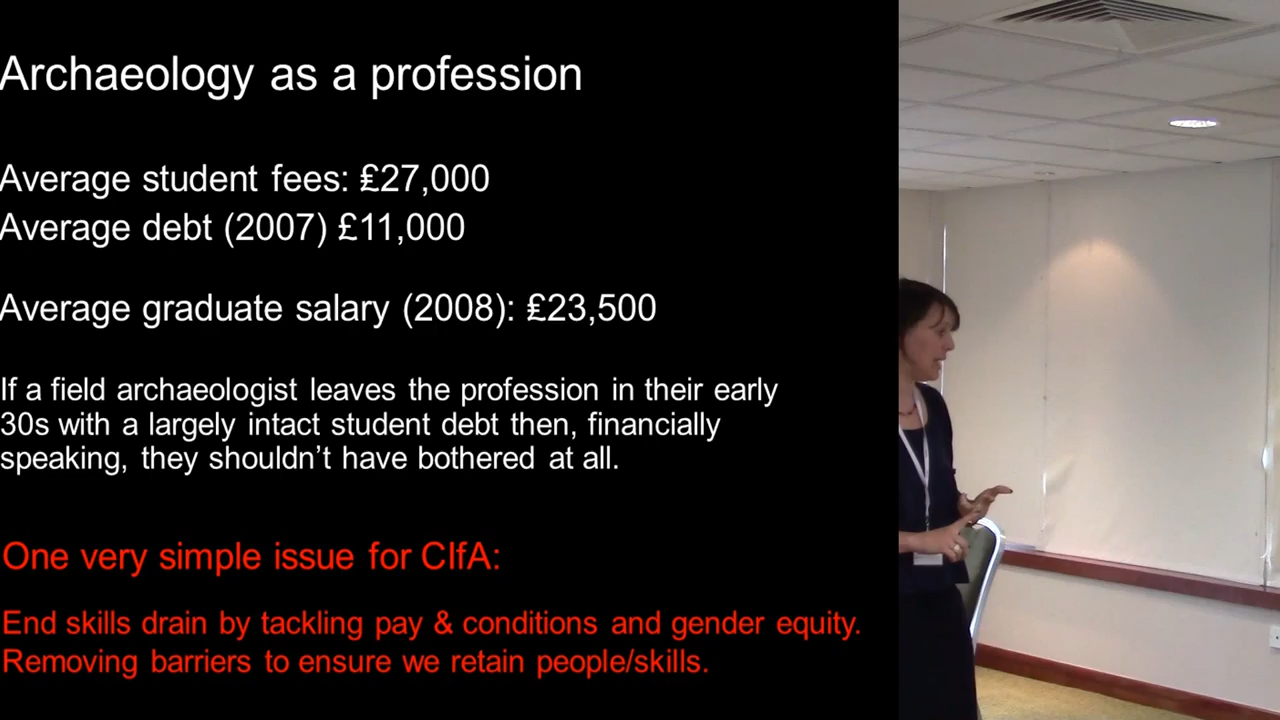 Archaeology as a profession
Average student fees: £27,000
Average debt (2007) £11,000
Average graduate salary (2008): £23,500
If a field archaeologist leaves the profession in their early
30s with a largely intact student debt then, financially
speaking, they shouldn't have bothered at all.
One very simple issue for CIfA:
End skills drain by tackling pay & conditions and gender equity.
Removing barriers to ensure we retain people/skills.